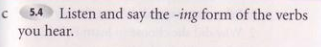 c 5.4 Listen and say the -ing form of the verbs
you hear.